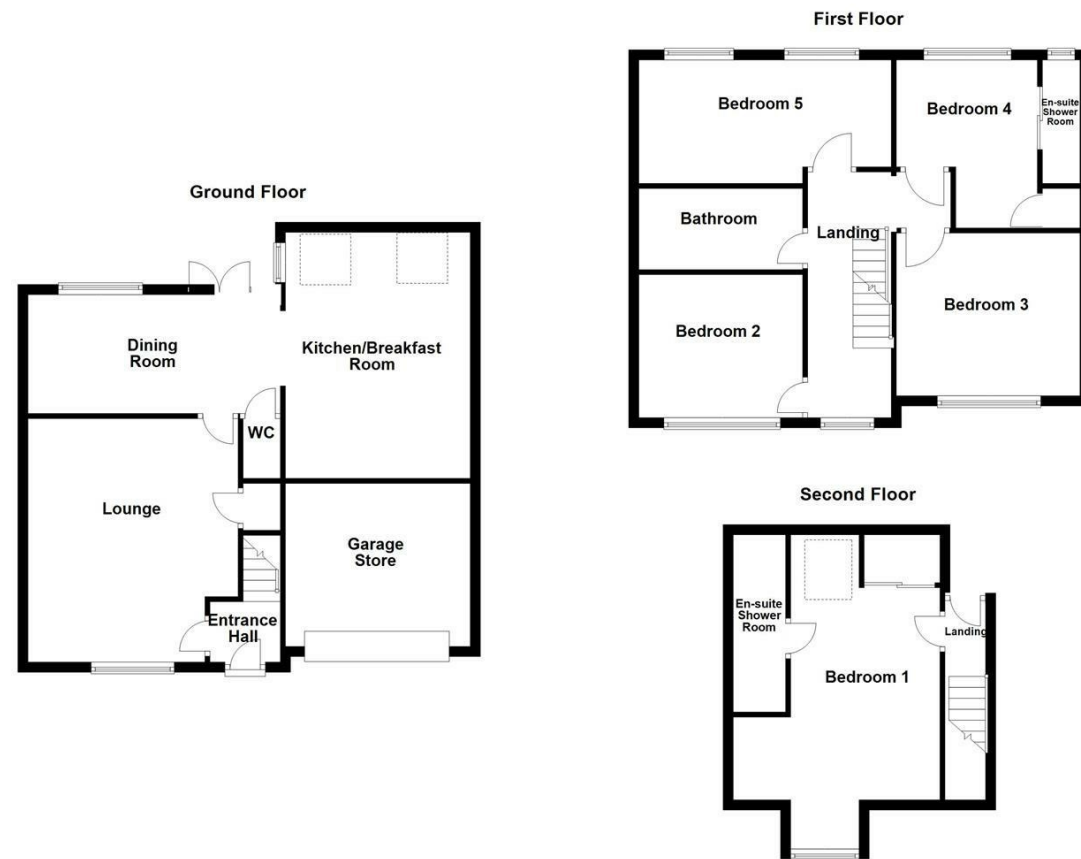 Ground Floor
Dining
Room
Kitchen/Breakfast
Room
WC
Lounge
Garage
Store
Entrance
Hall
First Floor
Bedroom 5
Bedroom 4
En-suite
Shower
Room
Bathroom
Landing
Bedroom 2
Bedroom 3
Second Floor
En-suite
Shower
Room
Landing
Bedroom 1